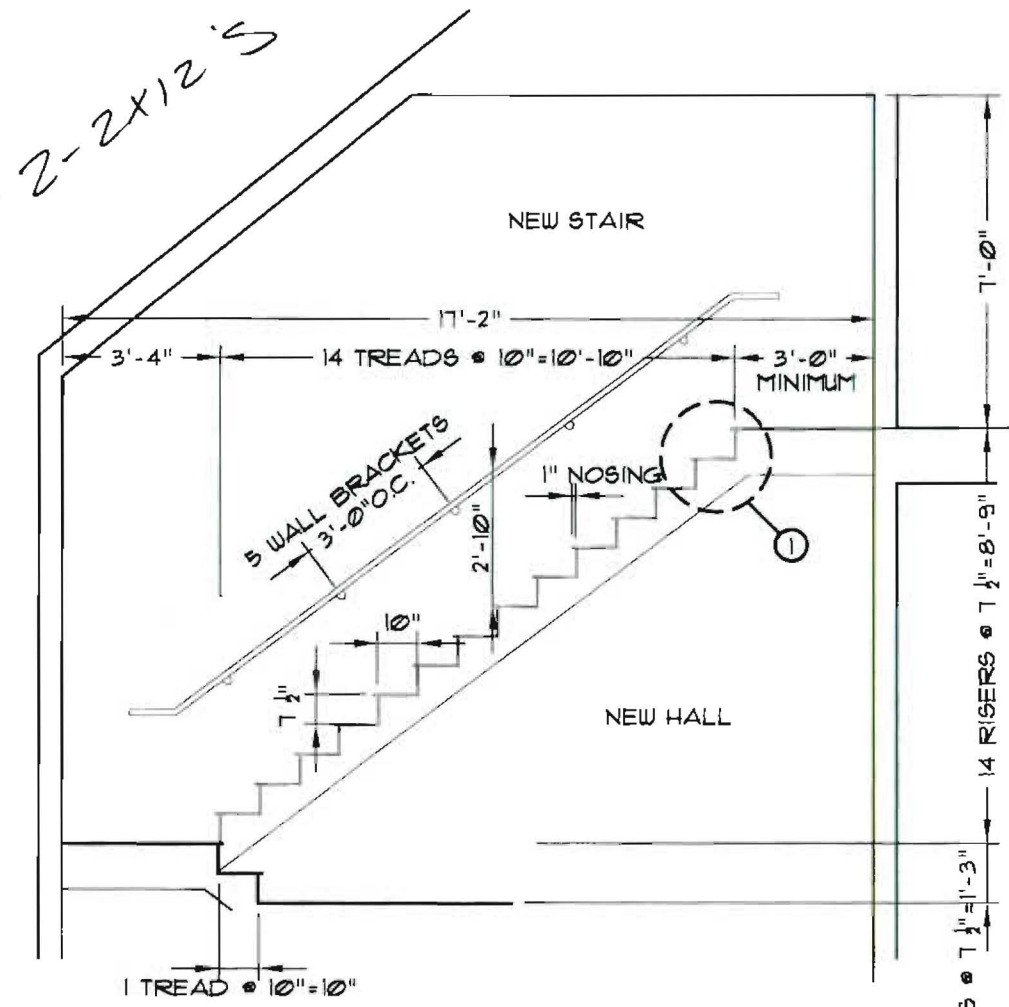 2-2x12's
NEW STAIR
17'-2"
3'-4"
14 TREADS @ 10"=10'-10"
3'-0"
MINIMUM
7'-0"
5 WALL BRACKETS
3'-0" O.C.
1" NOSING
2'-10"
1
10"
7 1/2"
NEW HALL
14 RISERS @ 7 1/2"=8'-9"
S @ 7 1/2"=1'-3"
1 TREAD @ 10"=10"